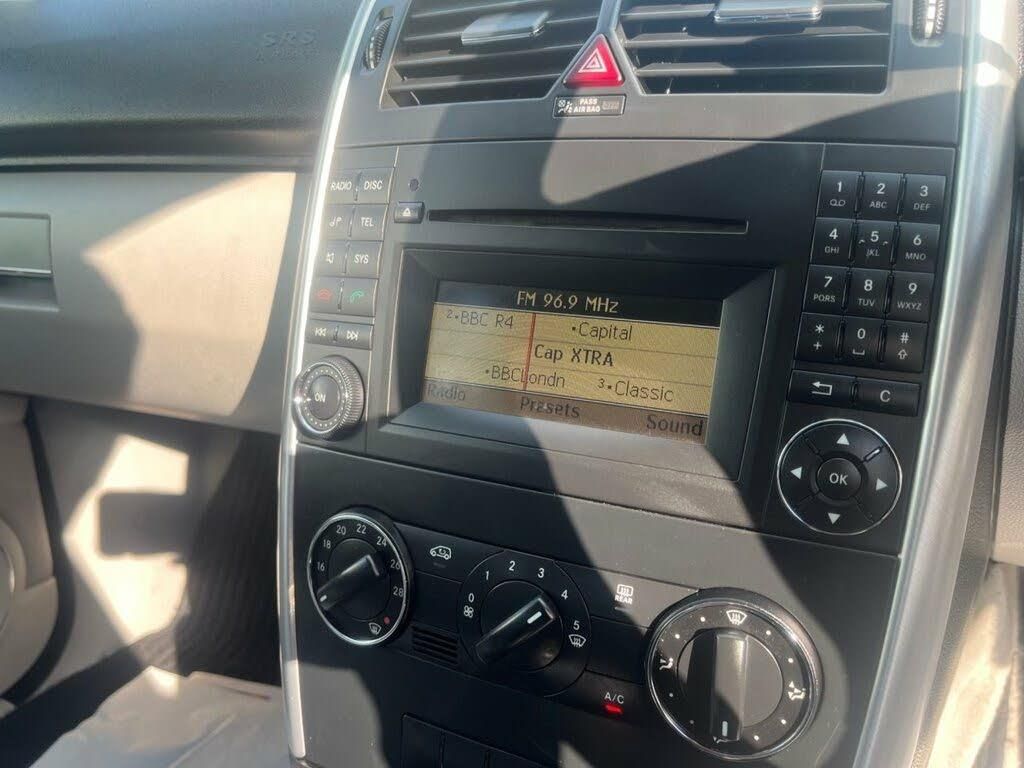 SRS
PASS
AIR BAG
RADIO DISC
TEL
SYS
ON
FM 96.9 MHz
2 BBC R4
Capital
Cap XTRA
BBCLondn
3 Classic
Radio Presets Sound
1 2 ABC 3 DEF
4 GHI 5 JKL 6 MNO
7 PQRS 8 TUV 9 WXYZ
* + 0 #
C
OK
16 18 20 22 24 26 28
0 1 2 3 4 5
REAR
A/C